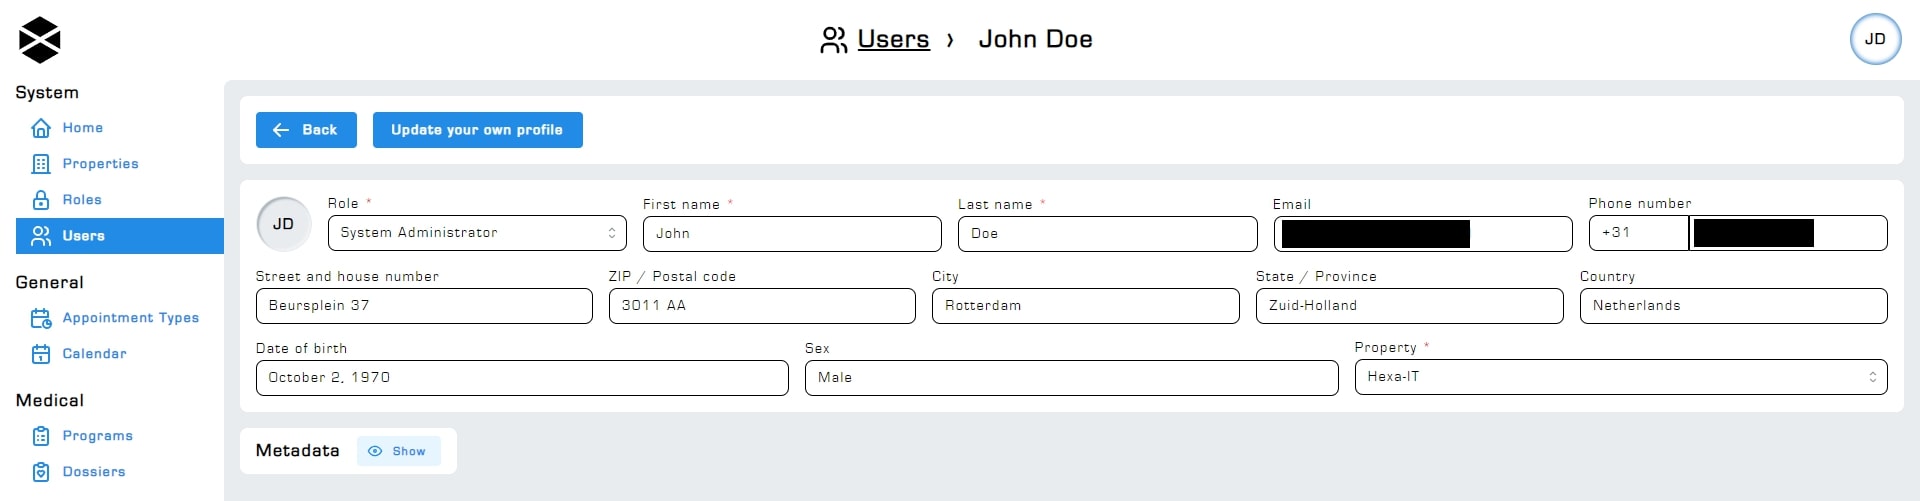 Users › John Doe
JD
System
Home
Properties
Roles
Users
General
Appointment Types
Calendar
Medical
Programs
Dossiers
Back
Update your own profile
JD
Role *
System Administrator
First name *
John
Last name *
Doe
Email
Phone number
+31
Street and house number
Beursplein 37
ZIP / Postal code
3011 AA
City
Rotterdam
State / Province
Zuid-Holland
Country
Netherlands
Date of birth
October 2, 1970
Sex
Male
Property *
Hexa-IT
Metadata
Show